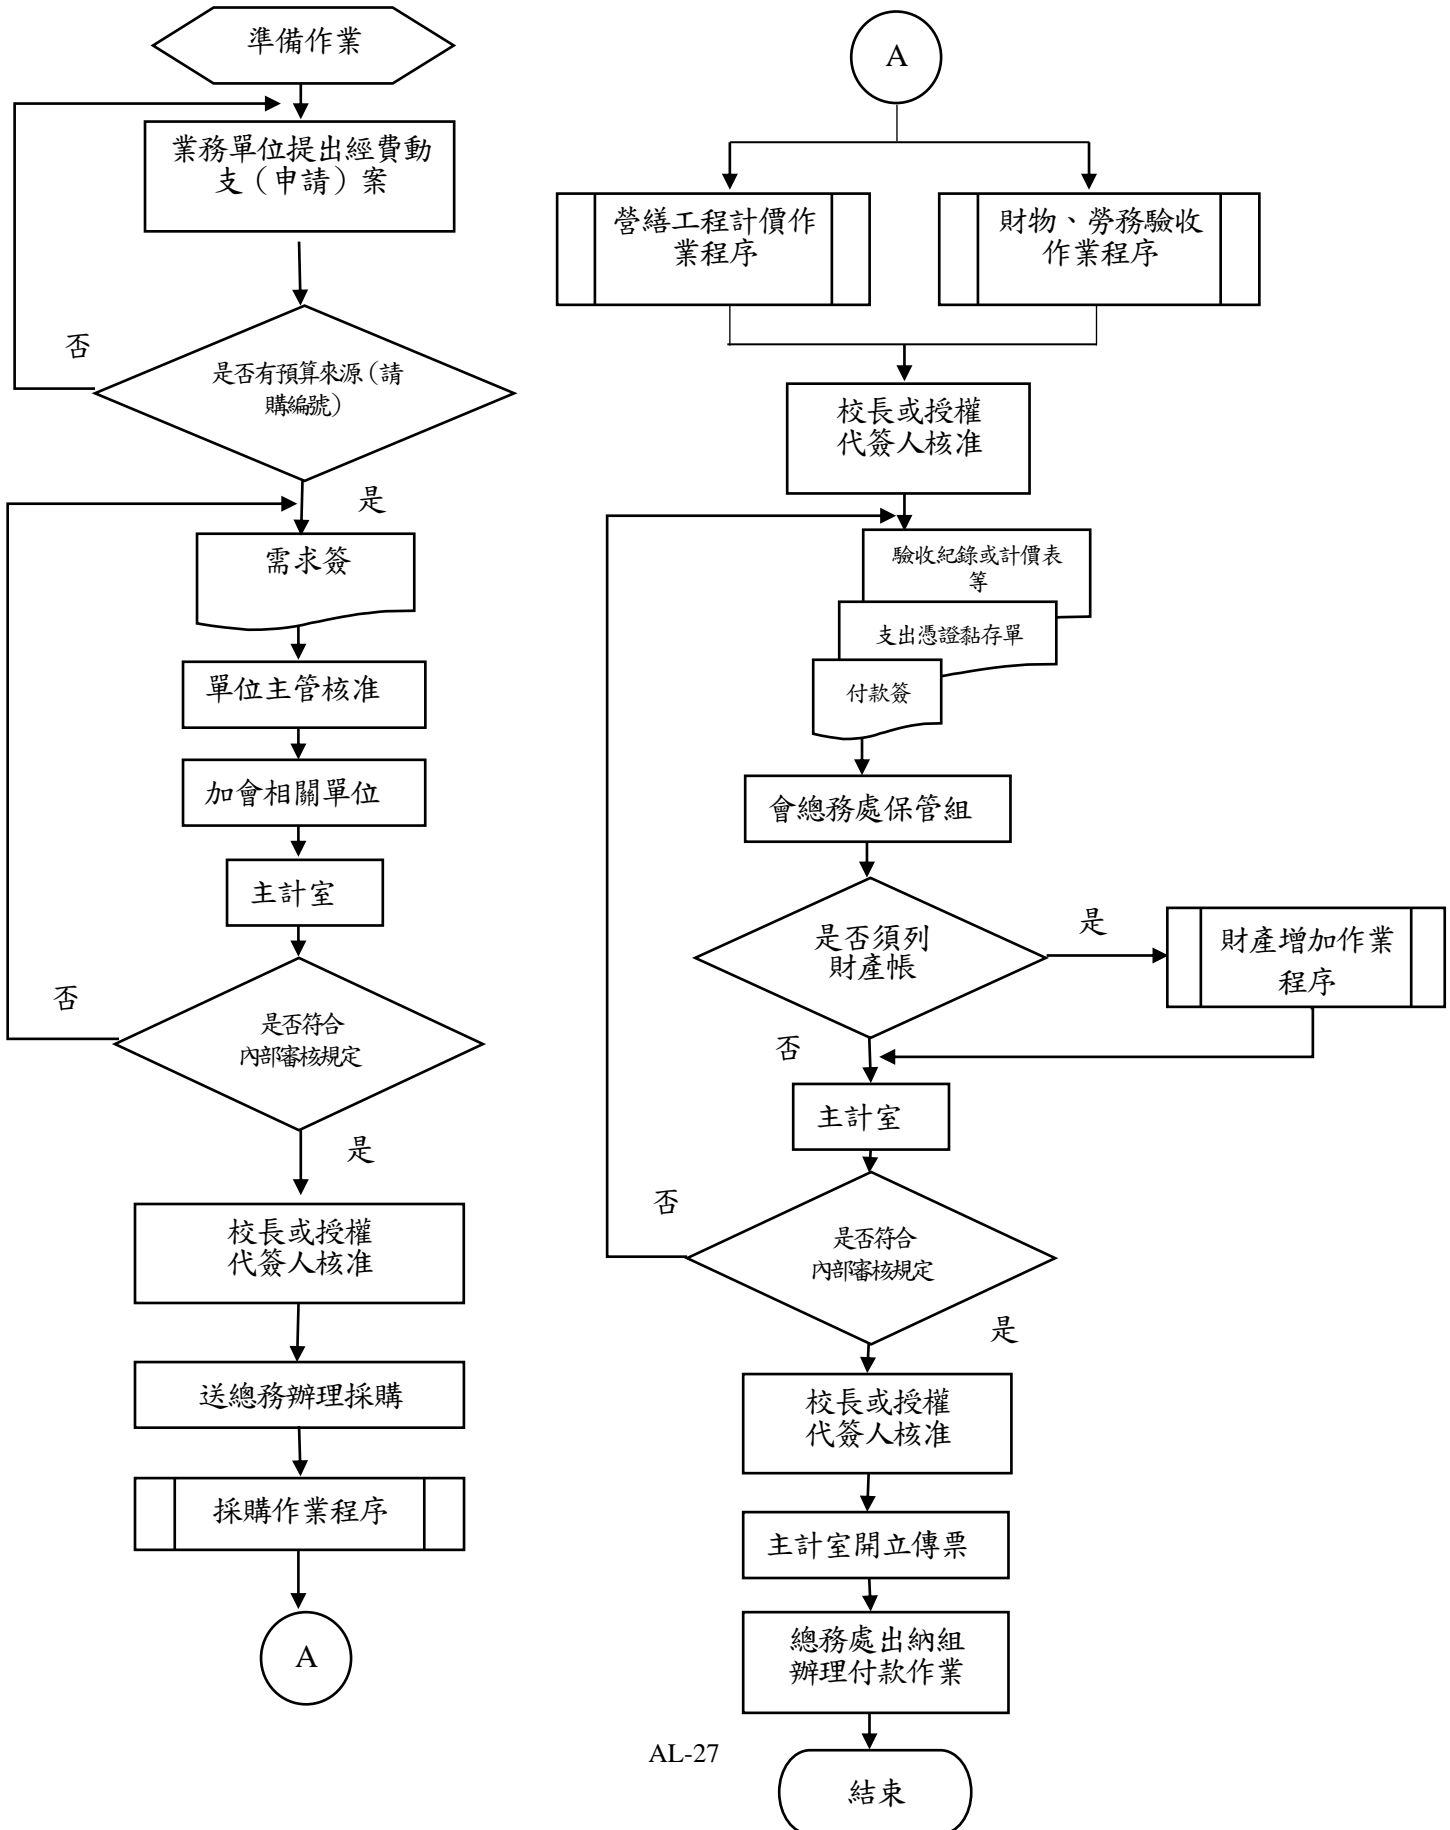 準備作業
業務單位提出經費動
支（申請）案
否
是否有預算來源（請
購編號）
是
需求簽
單位主管核准
加會相關單位
主計室
否
是否符合
內部審核規定
是
校長或授權
代簽人核准
送總務辦理採購
採購作業程序
A
A
營繕工程計價作
業程序
財物、勞務驗收
作業程序
校長或授權
代簽人核准
驗收紀錄或計價表
等
支出憑證黏存單
付款簽
會總務處保管組
是否須列
財產帳
是
財產增加作業
程序
否
主計室
否
是否符合
內部審核規定
是
校長或授權
代簽人核准
主計室開立傳票
總務處出納組
辦理付款作業
結束
AL-27